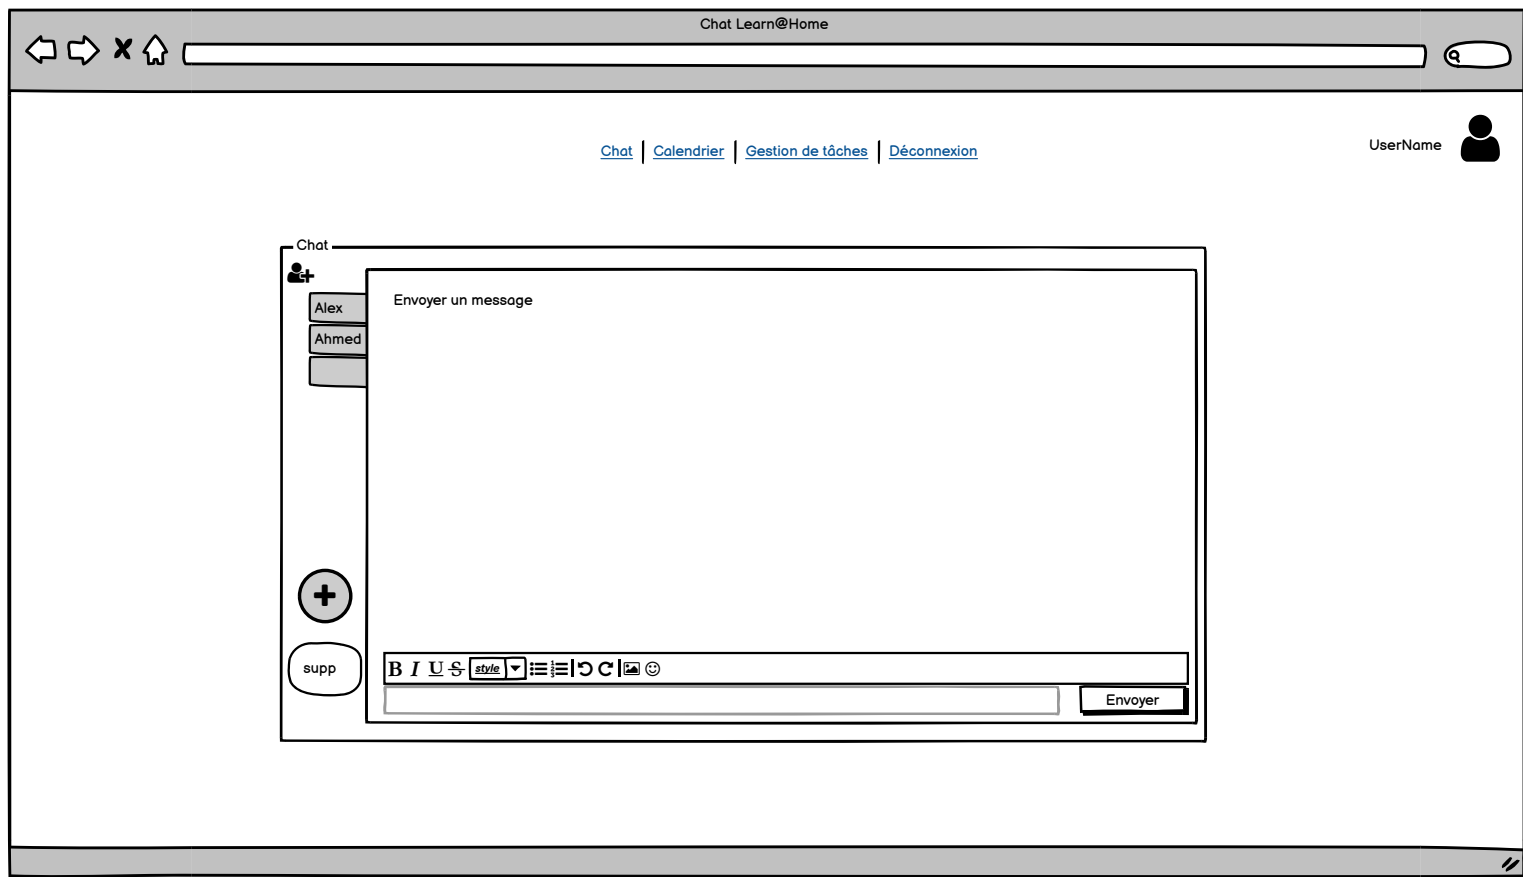 Chat Learn@Home
Chat | Calendrier | Gestion de tâches | Déconnexion
UserName
Chat
Alex
Envoyer un message
Ahmed
supp
B I U S style
Envoyer